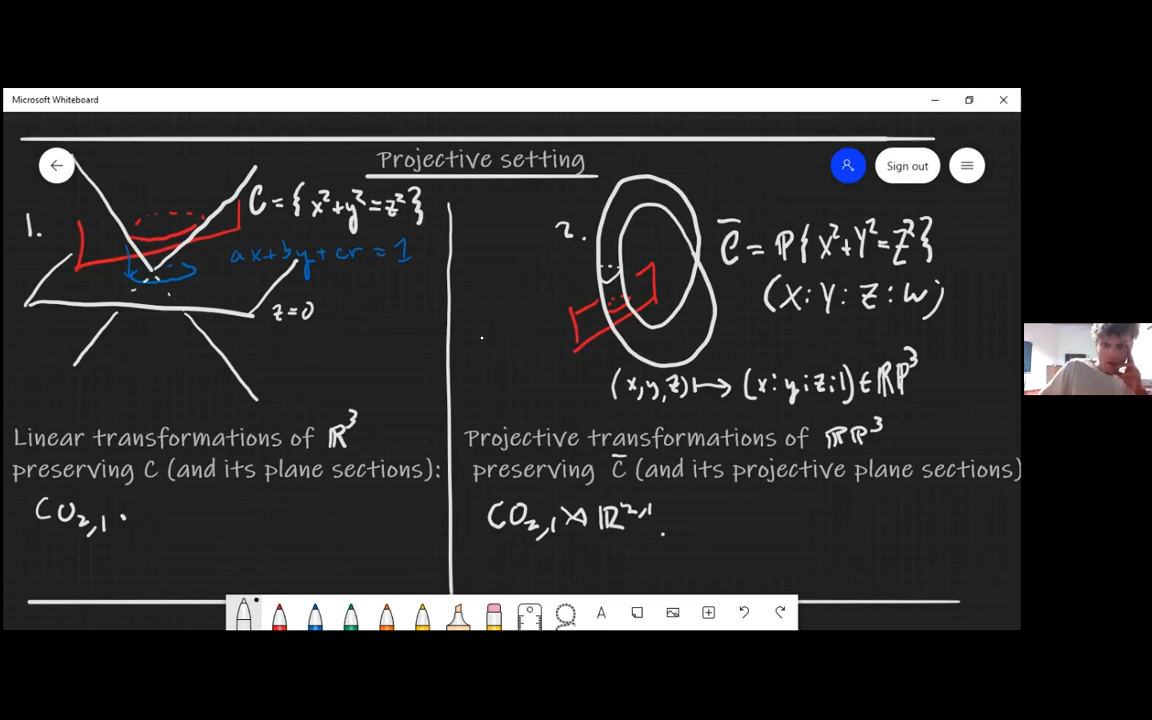 Microsoft Whiteboard
Projective setting
Sign out
1.
C = { x² + y² = z² }
ax + by + cr = 1
z = 0
Linear transformations of ℝ³
preserving C (and its plane sections):
CO₂,₁ .
2.
C̄ = P{ X² + Y² = Z² }
(X : Y : Z : W)
(x, y, z) ↦ (x : y : z : 1) ∈ ℝP³
Projective transformations of ℝP³
preserving C̄ (and its projective plane sections)
CO₂,₁ ⋊ ℝ²,¹ .
A